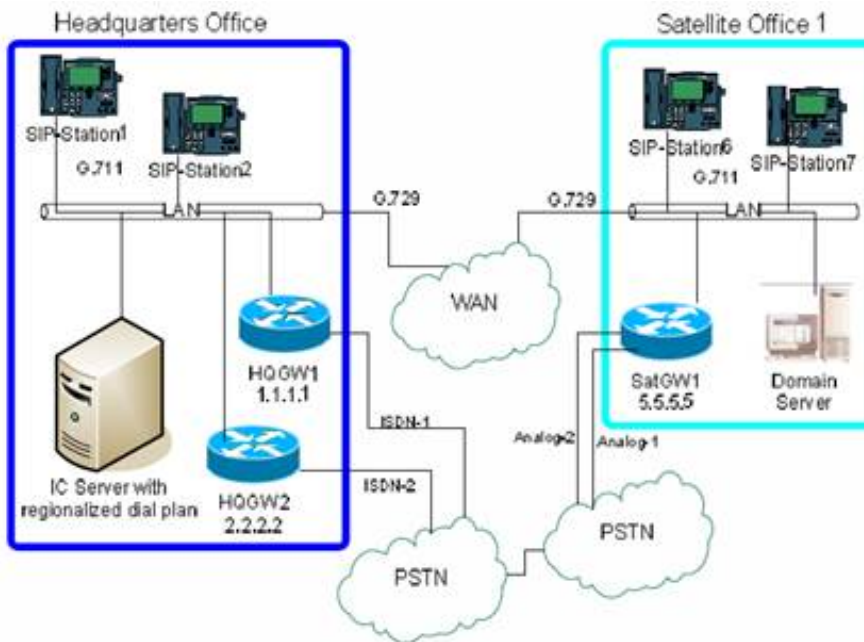 Headquarters Office
Satellite Office 1
SIP-Station1
G.711
SIP-Station2
SIP-Station6
G.711
SIP-Station7
LAN
G.729
G.729
LAN
WAN
HQGW1
1.1.1.1
SatGW1
5.5.5.5
Domain
Server
ISDN-1
Analog-2
Analog-1
IC Server with
regionalized dial plan
HQGW2
2.2.2.2
ISDN-2
PSTN
PSTN